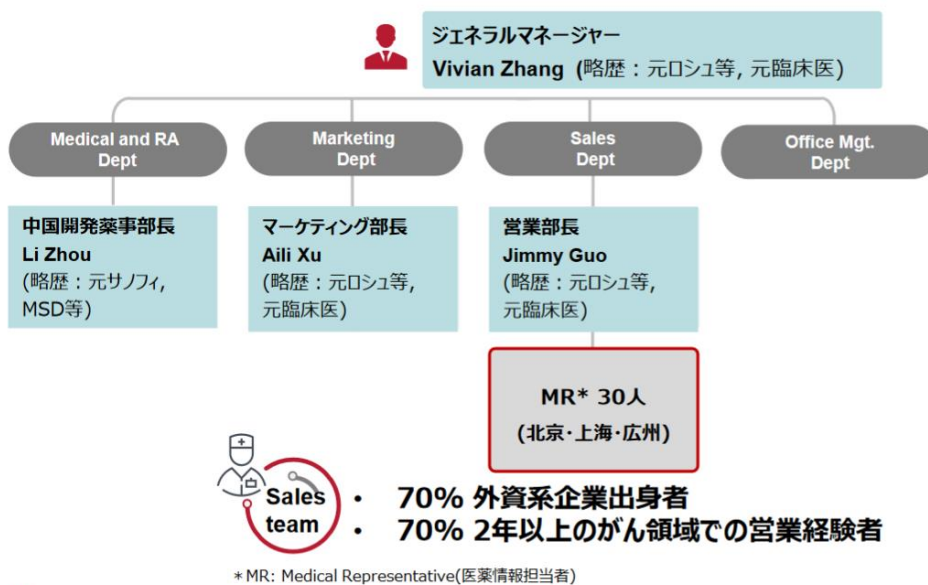 ジェネラルマネージャー
Vivian Zhang (略歴：元ロシュ等, 元臨床医)
Medical and RA
Dept
Marketing
Dept
Sales
Dept
Office Mgt.
Dept
中国開発薬事部長
Li Zhou
(略歴：元サノフィ,
MSD等)
マーケティング部長
Aili Xu
(略歴：元ロシュ等,
元臨床医)
営業部長
Jimmy Guo
(略歴：元ロシュ等,
元臨床医)
MR* 30人
(北京・上海・広州)
Sales
team
・ 70% 外資系企業出身者
・ 70% 2年以上のがん領域での営業経験者
*MR: Medical Representative(医薬情報担当者)